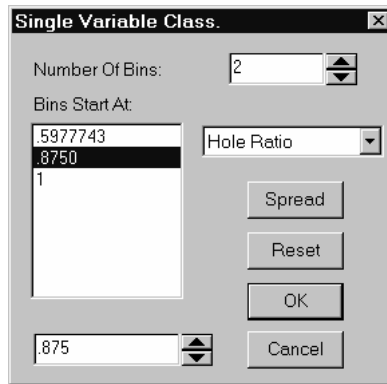 Single Variable Class.
Number Of Bins:
2
Bins Start At:
.5977743
.8750
1
Hole Ratio
Spread
Reset
OK
.875
Cancel